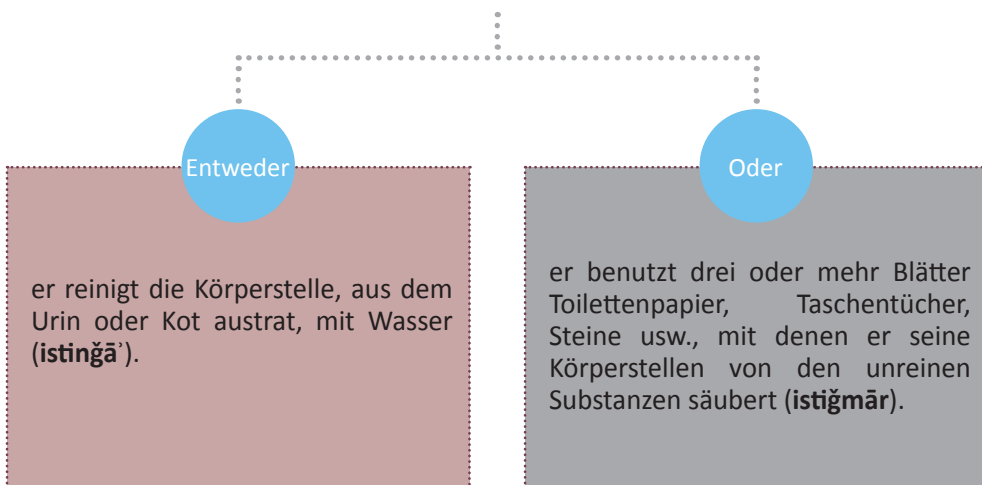 Entweder
er reinigt die Körperstelle, aus dem
Urin oder Kot austrat, mit Wasser
(istinǧāʾ).
Oder
er benutzt drei oder mehr Blätter
Toilettenpapier, Taschentücher,
Steine usw., mit denen er seine
Körperstellen von den unreinen
Substanzen säubert (istiǧmār).